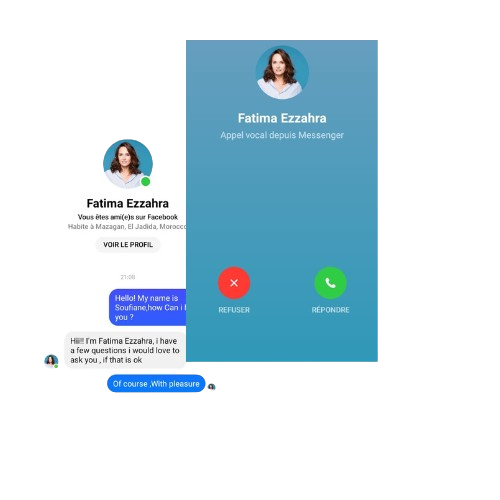 Fatima Ezzahra
Appel vocal depuis Messenger
REFUSER
RÉPONDRE
Fatima Ezzahra
Vous êtes ami(e)s sur Facebook
Habite à Mazagan, El Jadida, Morocco
VOIR LE PROFIL
21:08
Hello! My name is
Soufiane,how Can i
you ?
Hii!! I'm Fatima Ezzahra, i have
a few questions i would love to
ask you , if that is ok
Of course ,With pleasure